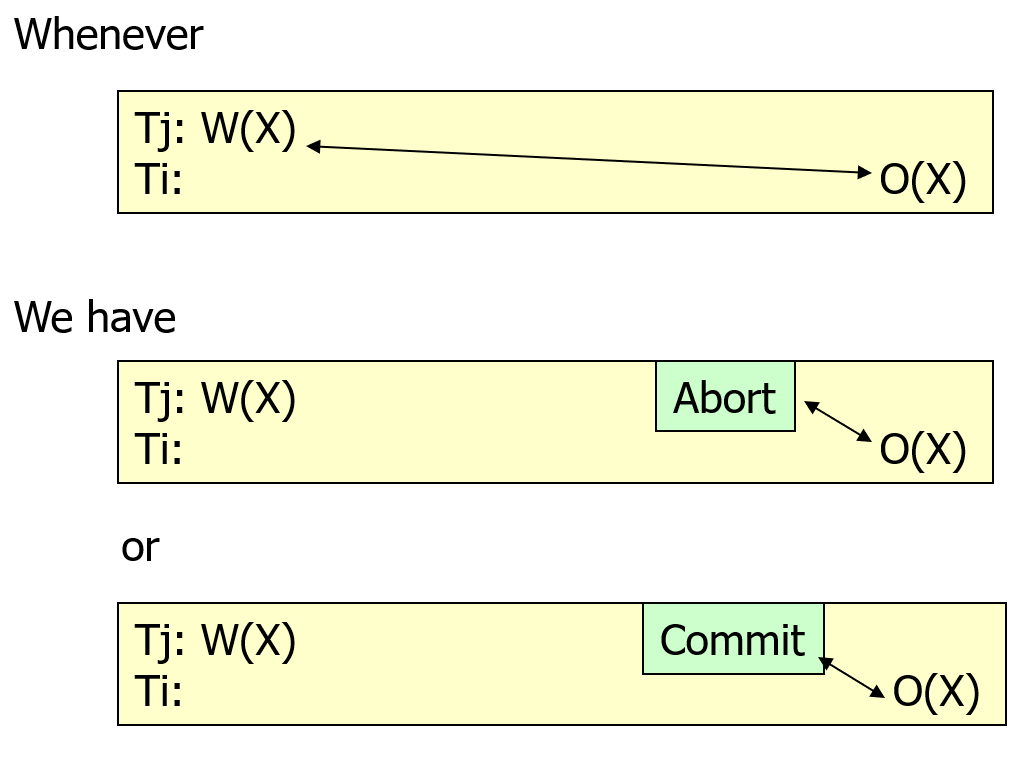 Whenever
Tj: W(X)
Ti: O(X)
We have
Tj: W(X) Abort
Ti: O(X)
or
Tj: W(X) Commit
Ti: O(X)